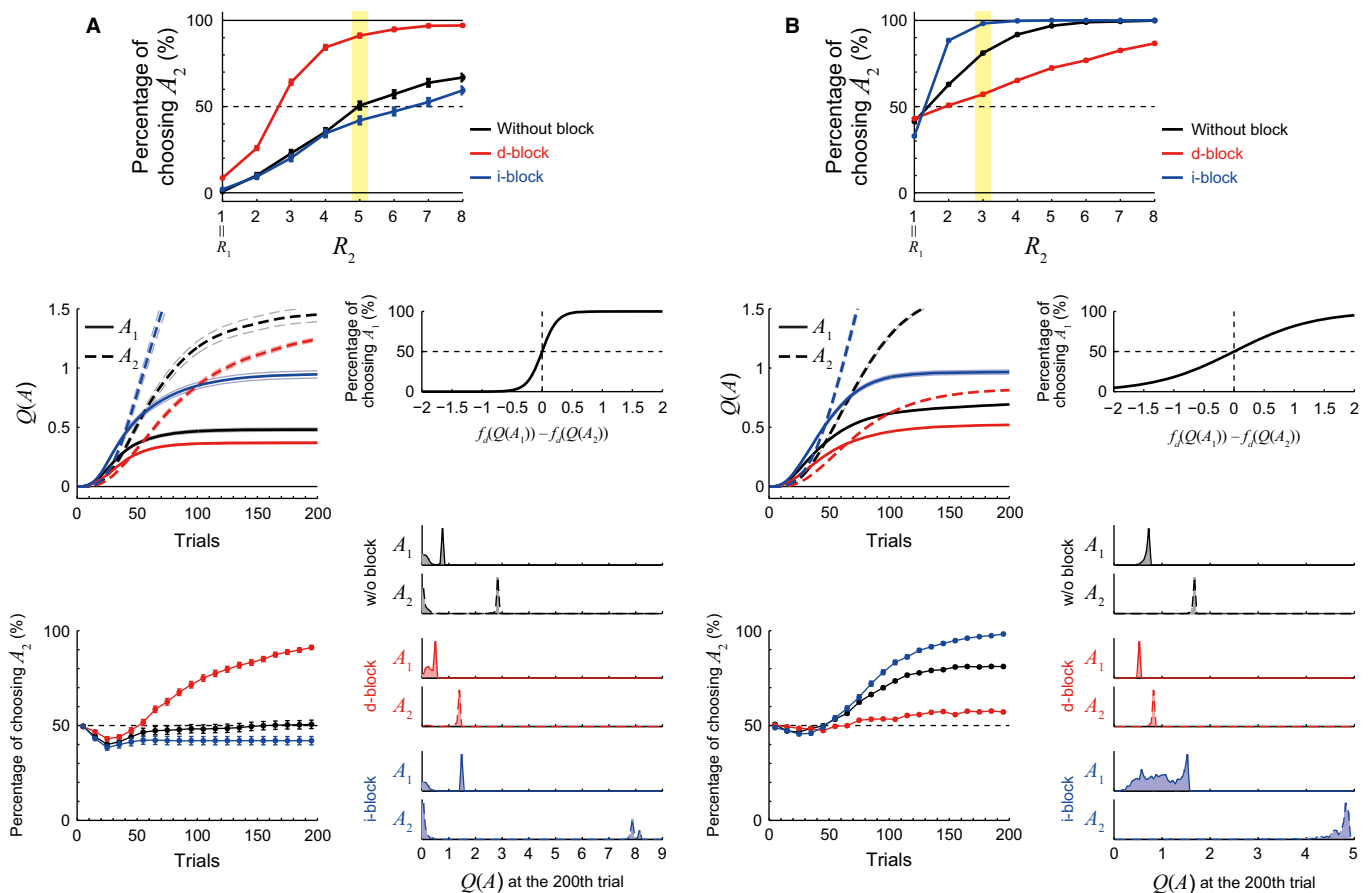 A
Percentage of
choosing A₂ (%)
100
50
0
1 2 3 4 5 6 7 8
=
R₁
R₂
Without block
d-block
i-block
B
Percentage of
choosing A₂ (%)
100
50
0
1 2 3 4 5 6 7 8
=
R₁
R₂
Without block
d-block
i-block
Q(A)
1.5
1
0.5
0
A₁
A₂
0 50 100 150 200
Trials
Percentage of
choosing A₁ (%)
100
50
0
−2 −1.5 −1 −0.5 0 0.5 1 1.5 2
f_d(Q(A₁)) − f_d(Q(A₂))
Q(A)
1.5
1
0.5
0
A₁
A₂
0 50 100 150 200
Trials
Percentage of
choosing A₁ (%)
100
50
0
−2 −1.5 −1 −0.5 0 0.5 1 1.5 2
f_d(Q(A₁)) − f_d(Q(A₂))
Percentage of choosing A₂ (%)
100
50
0
0 50 100 150 200
Trials
w/o block
A₁
A₂
d-block
A₁
A₂
i-block
A₁
A₂
0 1 2 3 4 5 6 7 8 9
Q(A) at the 200th trial
Percentage of choosing A₂ (%)
100
50
0
0 50 100 150 200
Trials
w/o block
A₁
A₂
d-block
A₁
A₂
i-block
A₁
A₂
0 1 2 3 4 5
Q(A) at the 200th trial